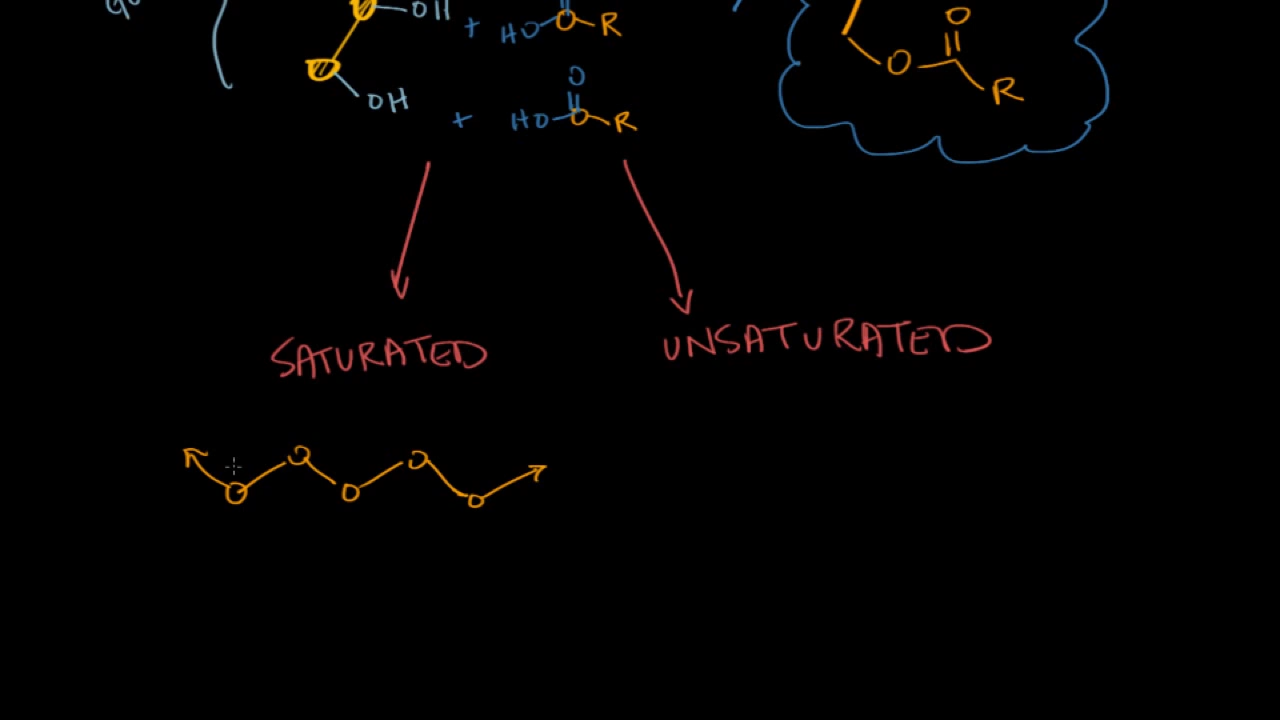 OH + HO R
O
O
O R
OH + HO R
O
SATURATED UNSATURATED